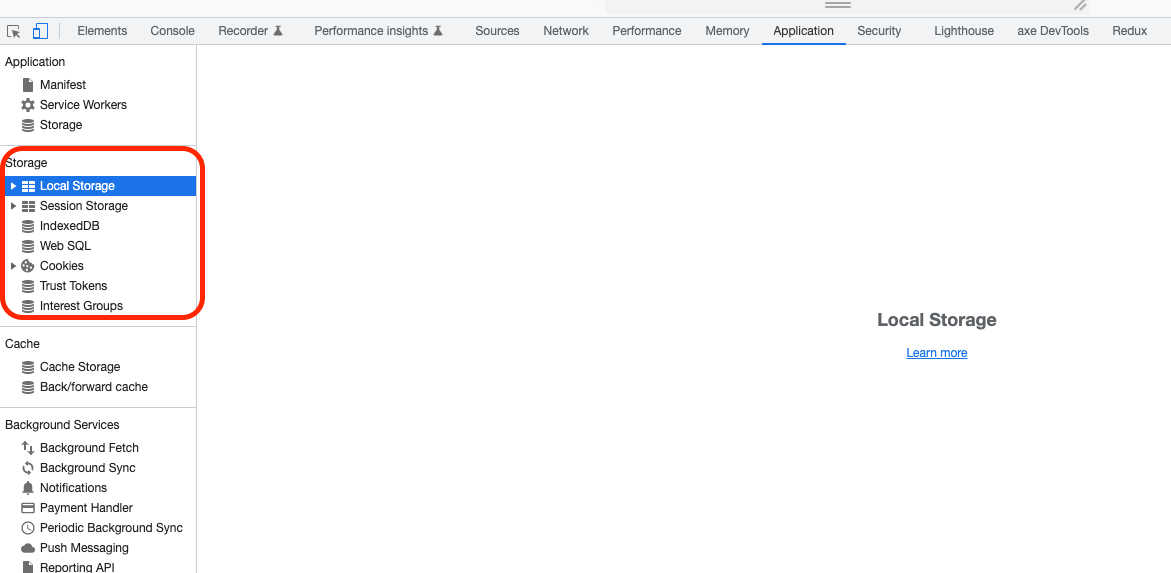 Elements Console Recorder Performance insights Sources Network Performance Memory Application Security Lighthouse axe DevTools Redux
Application
Manifest
Service Workers
Storage
Storage
Local Storage
Session Storage
IndexedDB
Web SQL
Cookies
Trust Tokens
Interest Groups
Cache
Cache Storage
Back/forward cache
Background Services
Background Fetch
Background Sync
Notifications
Payment Handler
Periodic Background Sync
Push Messaging
Reporting API
Local Storage
Learn more